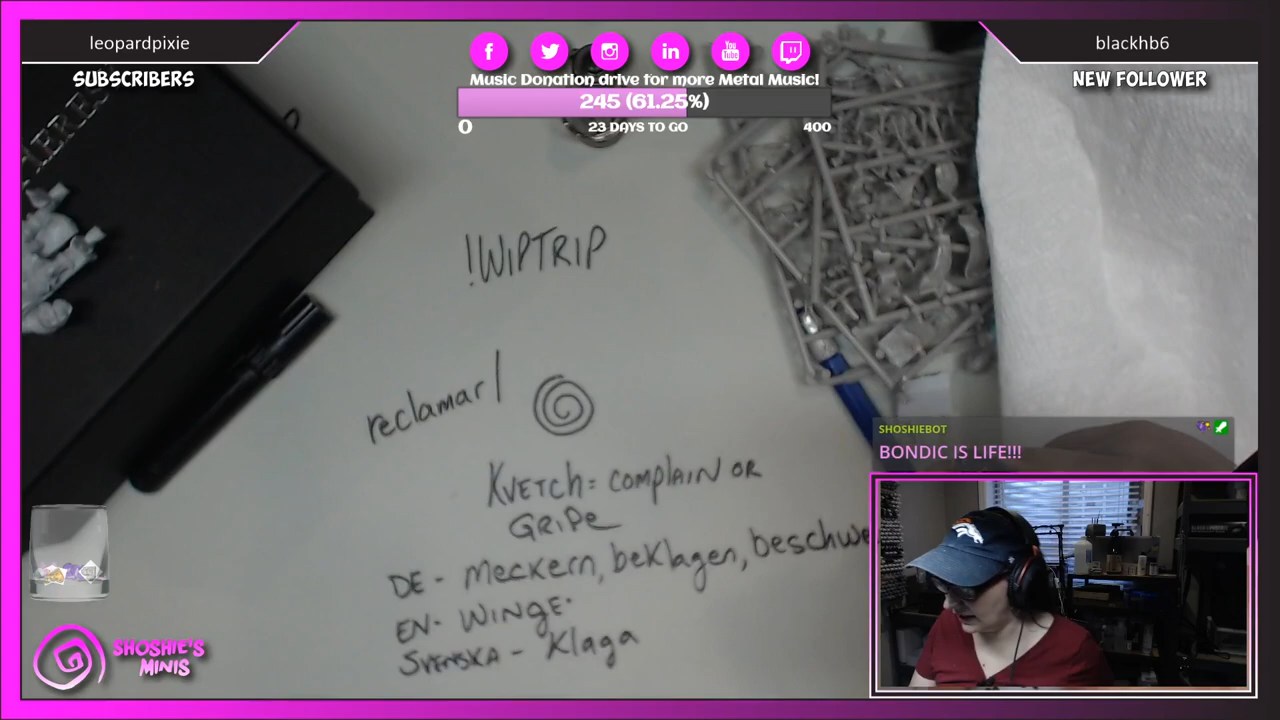 leopardpixie
SUBSCRIBERS
blackhb6
NEW FOLLOWER
You Tube
Music Donation drive for more Metal Music!
245 (61.25%)
0
23 DAYS TO GO
400
!WIPTRIP
reclamar/
KVETCH = COMPLAIN OR
GRIPE
DE - Meckern, beklagen, beschwe
EN - WINGE
SVENSKA - Klaga
SHOSHIEBOT
BONDIC IS LIFE!!!
SHOSHIE'S
MINIS